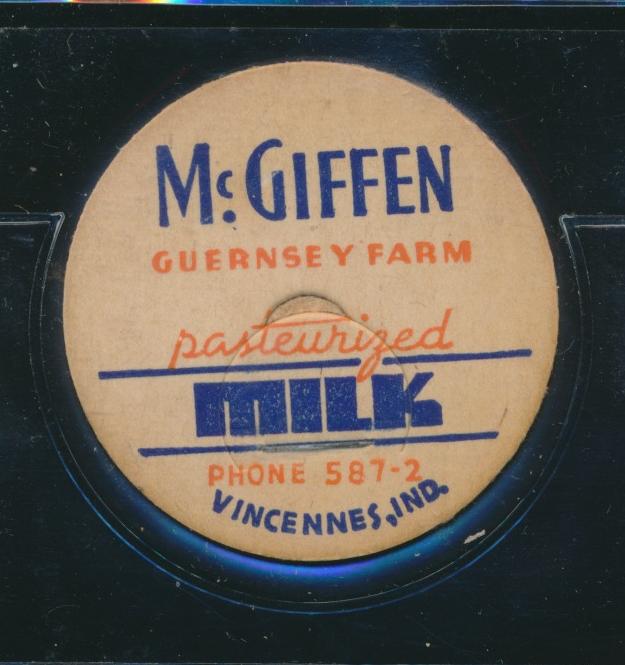 McGIFFEN
GUERNSEY FARM
pasteurized
MILK
PHONE 587-2
VINCENNES, IND.